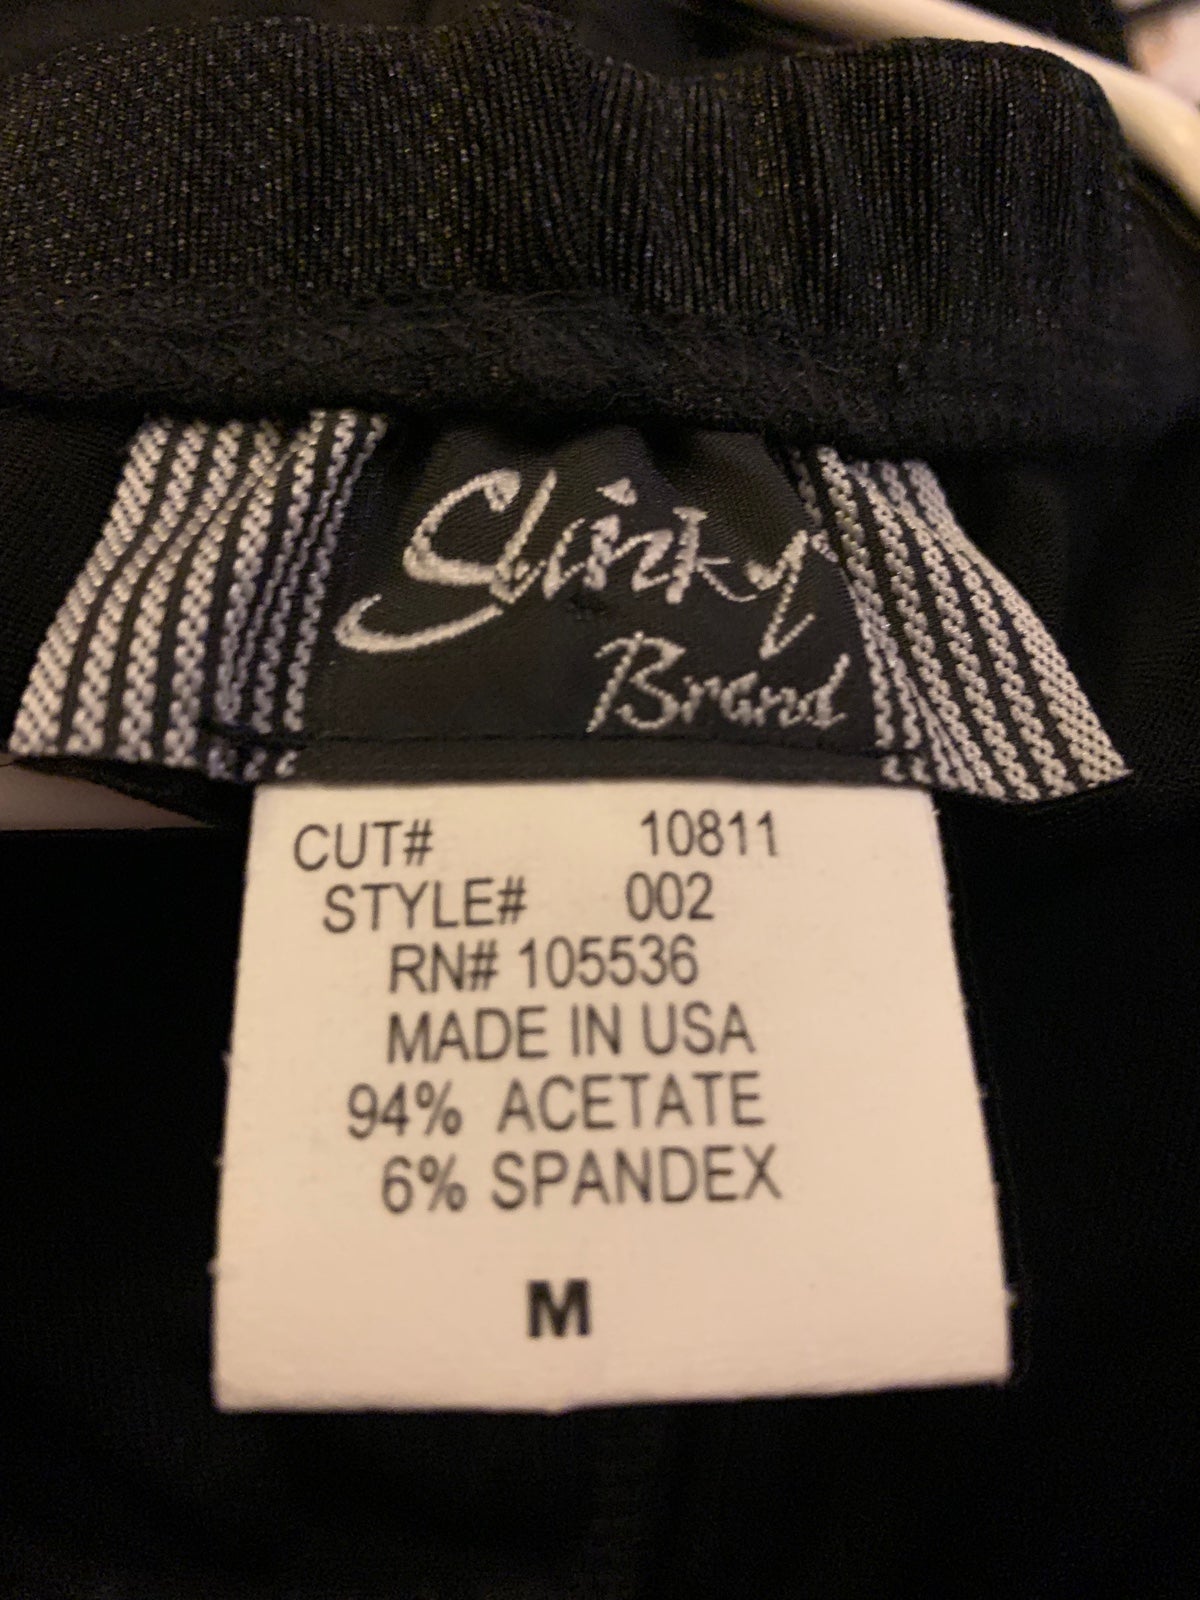 Slinky
Brand
CUT# 10811
STYLE# 002
RN# 105536
MADE IN USA
94% ACETATE
6% SPANDEX
M